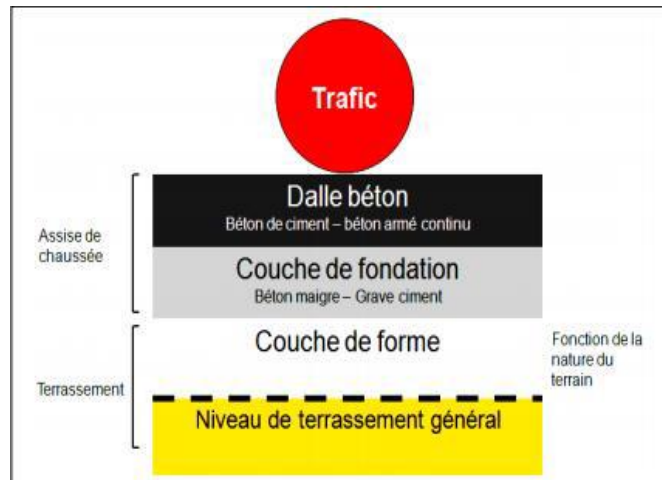 Trafic
Dalle béton
Béton de ciment – béton armé continu
Assise de
chaussée
Couche de fondation
Béton maigre – Grave ciment
Couche de forme
Fonction de la
nature du
terrain
Terrassement
Niveau de terrassement général